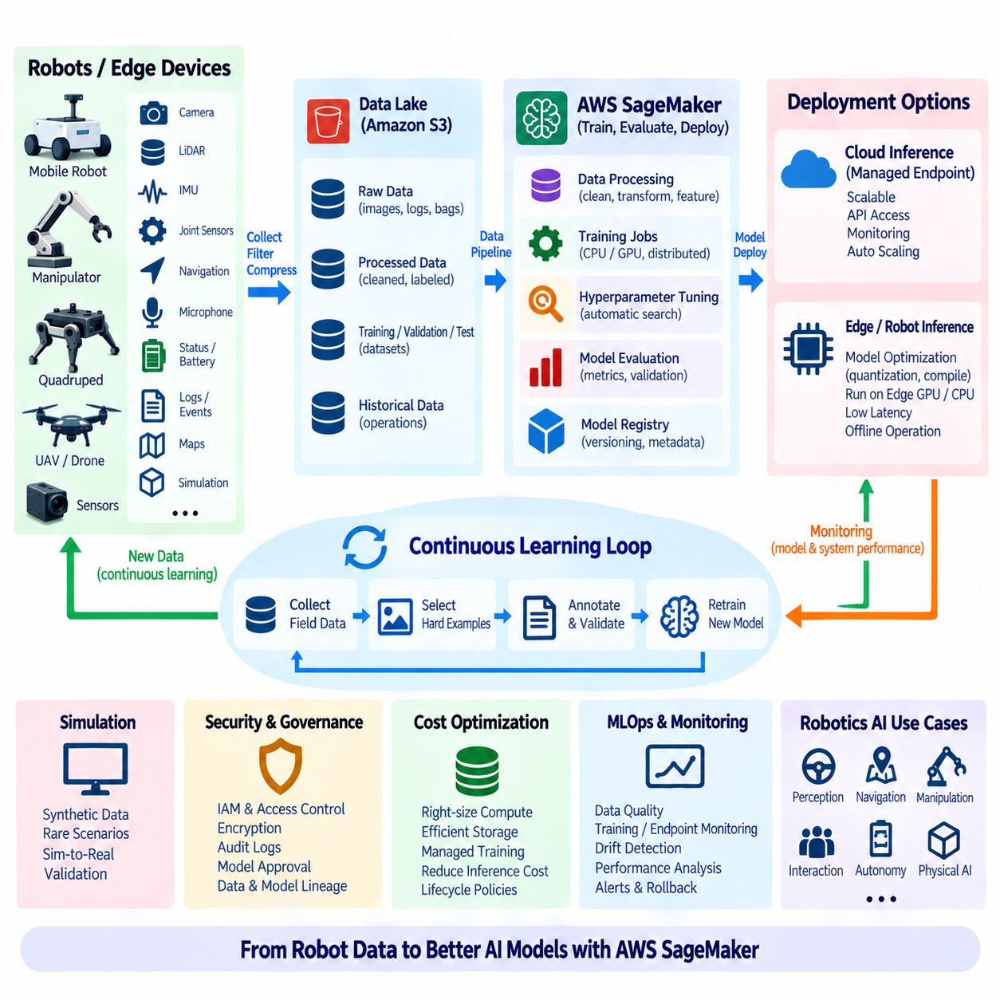 Robots / Edge Devices
Mobile Robot
Manipulator
Quadruped
UAV / Drone
Sensors
Camera
LiDAR
IMU
Joint Sensors
Navigation
Microphone
Status /
Battery
Logs /
Events
Maps
Simulation
...
Collect
Filter
Compress
Data Lake
(Amazon S3)
Raw Data
(images, logs, bags)
Processed Data
(cleaned, labeled)
Training / Validation / Test
(datasets)
Historical Data
(operations)
Data
Pipeline
AWS SageMaker
(Train, Evaluate, Deploy)
Data Processing
(clean, transform, feature)
Training Jobs
(CPU / GPU, distributed)
Hyperparameter Tuning
(automatic search)
Model Evaluation
(metrics, validation)
Model Registry
(versioning, metadata)
Model
Deploy
Deployment Options
Cloud Inference
(Managed Endpoint)
Scalable
API Access
Monitoring
Auto Scaling
Edge / Robot Inference
Model Optimization
(quantization, compile)
Run on Edge GPU / CPU
Low Latency
Offline Operation
New Data
(continuous learning)
Continuous Learning Loop
Collect
Field Data
Select
Hard Examples
Annotate
& Validate
Retrain
New Model
Monitoring
(model & system performance)
Simulation
Synthetic Data
Rare Scenarios
Sim-to-Real
Validation
Security & Governance
IAM & Access Control
Encryption
Audit Logs
Model Approval
Data & Model Lineage
Cost Optimization
Right-size Compute
Efficient Storage
Managed Training
Reduce Inference Cost
Lifecycle Policies
MLOps & Monitoring
Data Quality
Training / Endpoint Monitoring
Drift Detection
Performance Analysis
Alerts & Rollback
Robotics AI Use Cases
Perception
Navigation
Manipulation
Interaction
Autonomy
Physical AI
...
From Robot Data to Better AI Models with AWS SageMaker